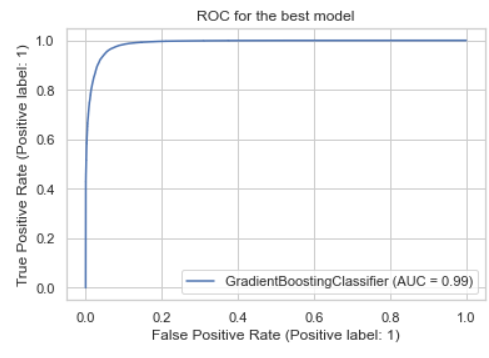 ROC for the best model
True Positive Rate (Positive label: 1)
1.0
0.8
0.6
0.4
0.2
0.0
GradientBoostingClassifier (AUC = 0.99)
0.0 0.2 0.4 0.6 0.8 1.0
False Positive Rate (Positive label: 1)